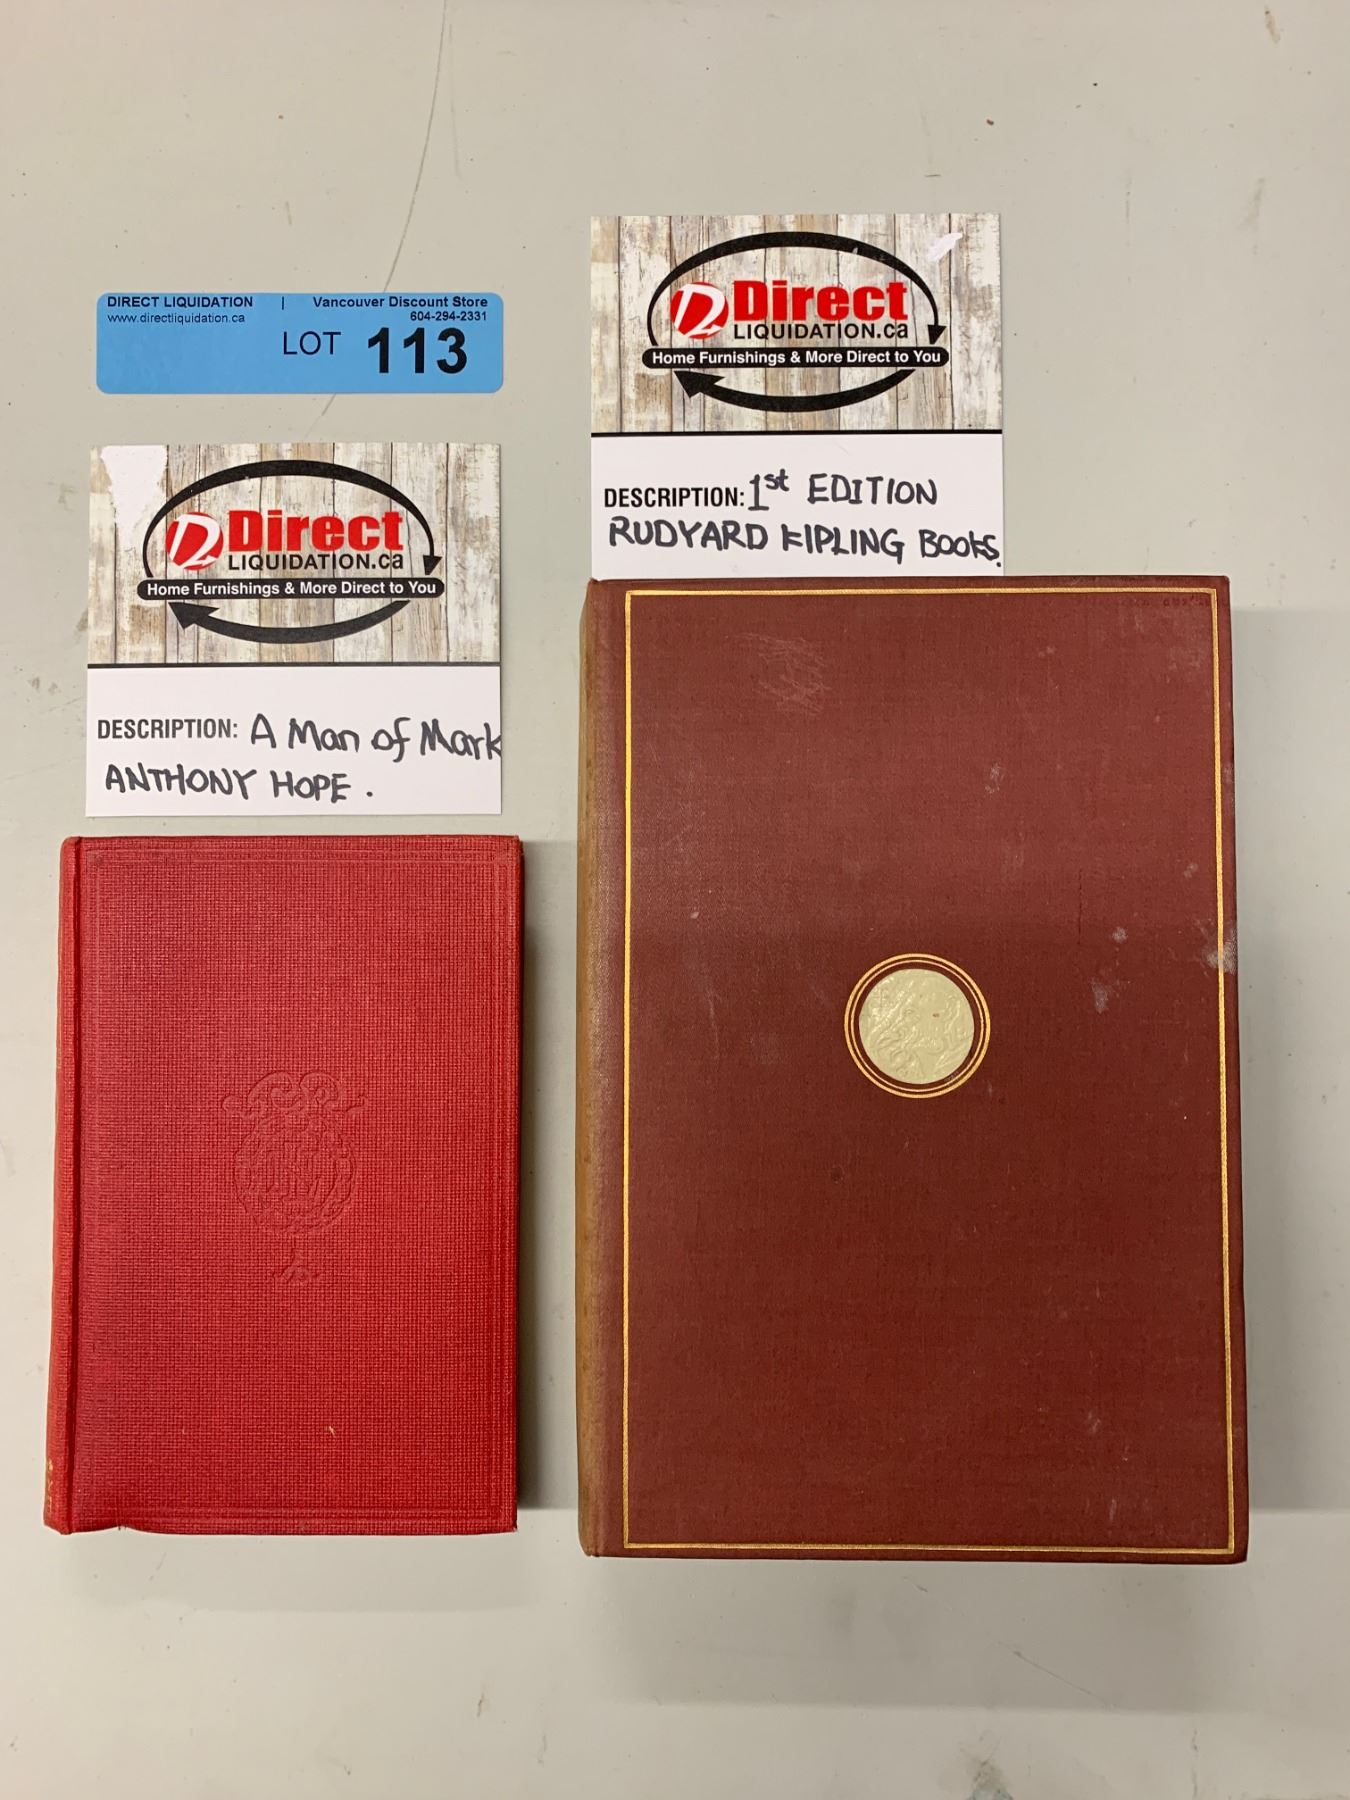 DIRECT LIQUIDATION | Vancouver Discount Store
www.directliquidation.ca 604-294-2331
LOT 113
Direct
LIQUIDATION.ca
Home Furnishings & More Direct to You
DESCRIPTION: 1st EDITION
RUDYARD KIPLING BOOKS.
Direct
LIQUIDATION.ca
Home Furnishings & More Direct to You
DESCRIPTION: A Man of Mark
ANTHONY HOPE.